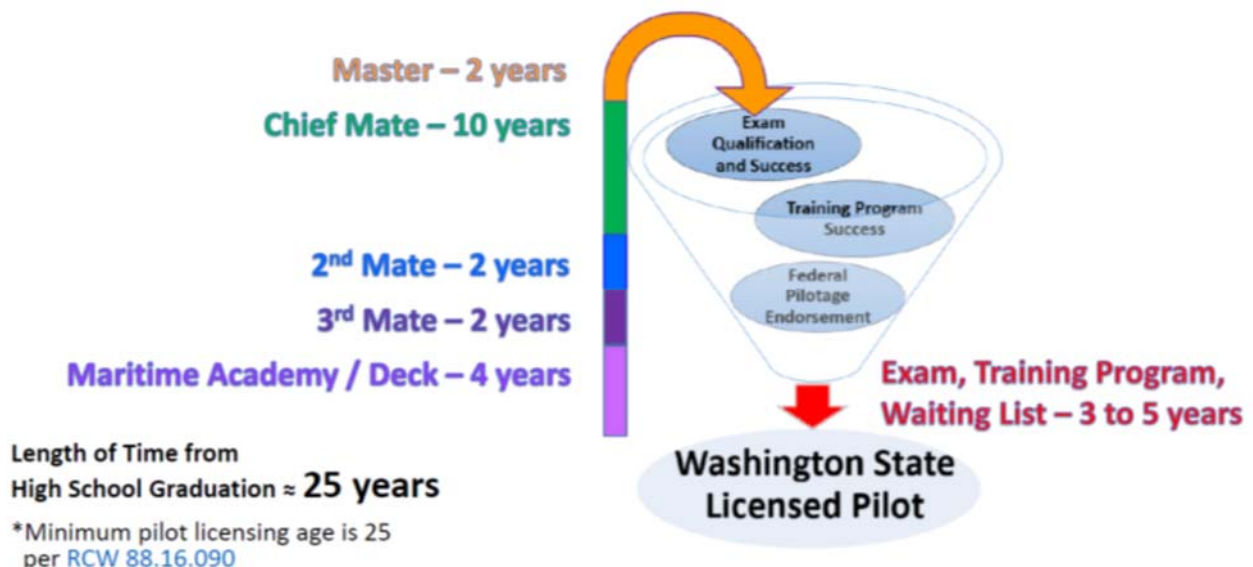 Master – 2 years
Chief Mate – 10 years
2nd Mate – 2 years
3rd Mate – 2 years
Maritime Academy / Deck – 4 years
Length of Time from
High School Graduation ≈ 25 years
*Minimum pilot licensing age is 25
per RCW 88.16.090
Exam
Qualification
and Success
Training Program
Success
Federal
Pilotage
Endorsement
Exam, Training Program,
Waiting List – 3 to 5 years
Washington State
Licensed Pilot